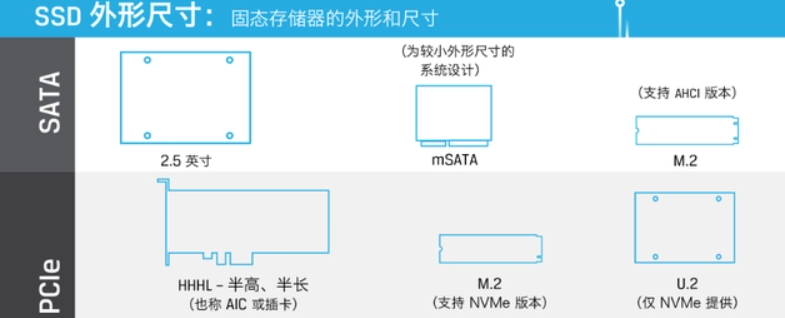 SSD 外形尺寸： 固态存储器的外形和尺寸
SATA
（为较小外形尺寸的
系统设计）
（支持 AHCI 版本）
2.5 英寸
mSATA
M.2
PCIe
HHHL – 半高、半长
（也称 AIC 或插卡）
M.2
（支持 NVMe 版本）
U.2
（仅 NVMe 提供）